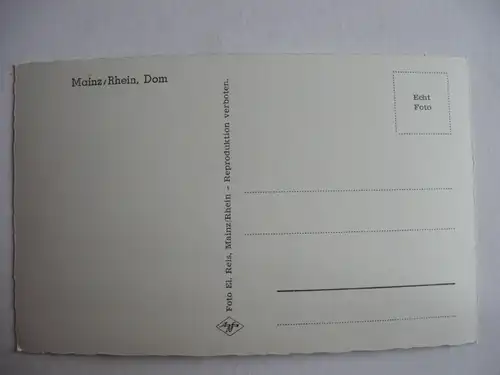 Mainz/Rhein, Dom
Foto El. Reis, Mainz/Rhein - Reproduktion verboten.
Agfa
Echt
Foto